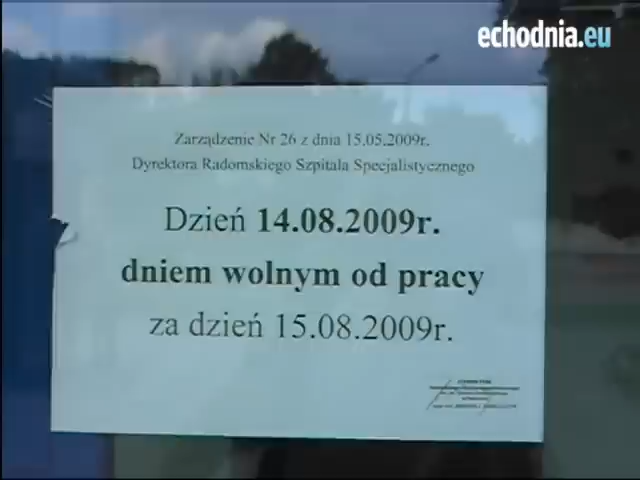 echodnia.eu
Zarządzenie Nr 26 z dnia 15.05.2009r.
Dyrektora Radomskiego Szpitala Specjalistycznego
Dzień 14.08.2009r.
dniem wolnym od pracy
za dzień 15.08.2009r.